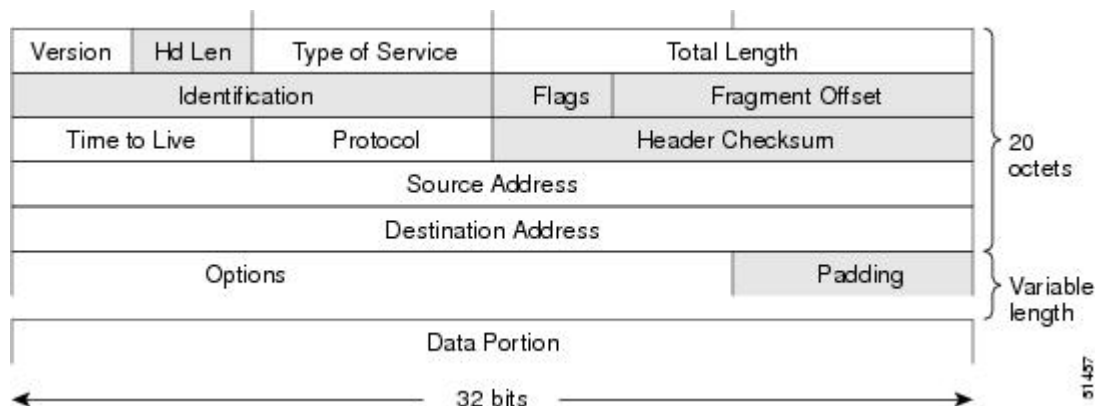 Version Hd Len Type of Service Total Length
Identification Flags Fragment Offset
Time to Live Protocol Header Checksum
20
octets
Source Address
Destination Address
Options Padding
Variable
length
Data Portion
32 bits
51457